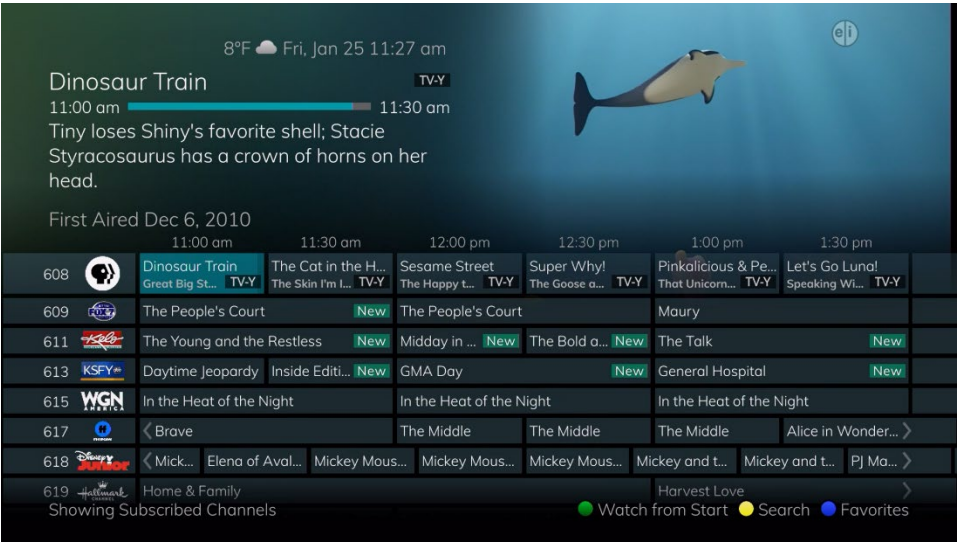 e/i
8°F Fri, Jan 25 11:27 am
Dinosaur Train TV-Y
11:00 am 11:30 am
Tiny loses Shiny's favorite shell; Stacie
Styracosaurus has a crown of horns on her
head.
First Aired Dec 6, 2010
11:00 am 11:30 am 12:00 pm 12:30 pm 1:00 pm 1:30 pm
608 Dinosaur Train The Cat in the H... Sesame Street Super Why! Pinkalicious & Pe... Let's Go Luna!
Great Big St... TV-Y The Skin I'm I... TV-Y The Happy t... TV-Y The Goose a... TV-Y That Unicorn... TV-Y Speaking Wi... TV-Y
609 FOX The People's Court New The People's Court Maury
611 Kelo The Young and the Restless New Midday in ... New The Bold a... New The Talk New
613 KSFY Daytime Jeopardy Inside Editi... New GMA Day New General Hospital New
615 WGN AMERICA In the Heat of the Night In the Heat of the Night In the Heat of the Night
617 Brave The Middle The Middle The Middle Alice in Wonder...
618 Disney Junior Mick... Elena of Aval... Mickey Mous... Mickey Mous... Mickey Mous... Mickey and t... Mickey and t... PJ Ma...
619 Hallmark CHANNEL Home & Family Harvest Love
Showing Subscribed Channels Watch from Start Search Favorites